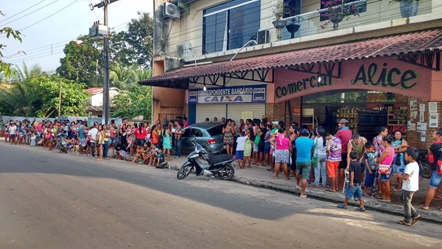 CORRESPONDENTE BANCÁRIO
CAIXA
Comercial Alice